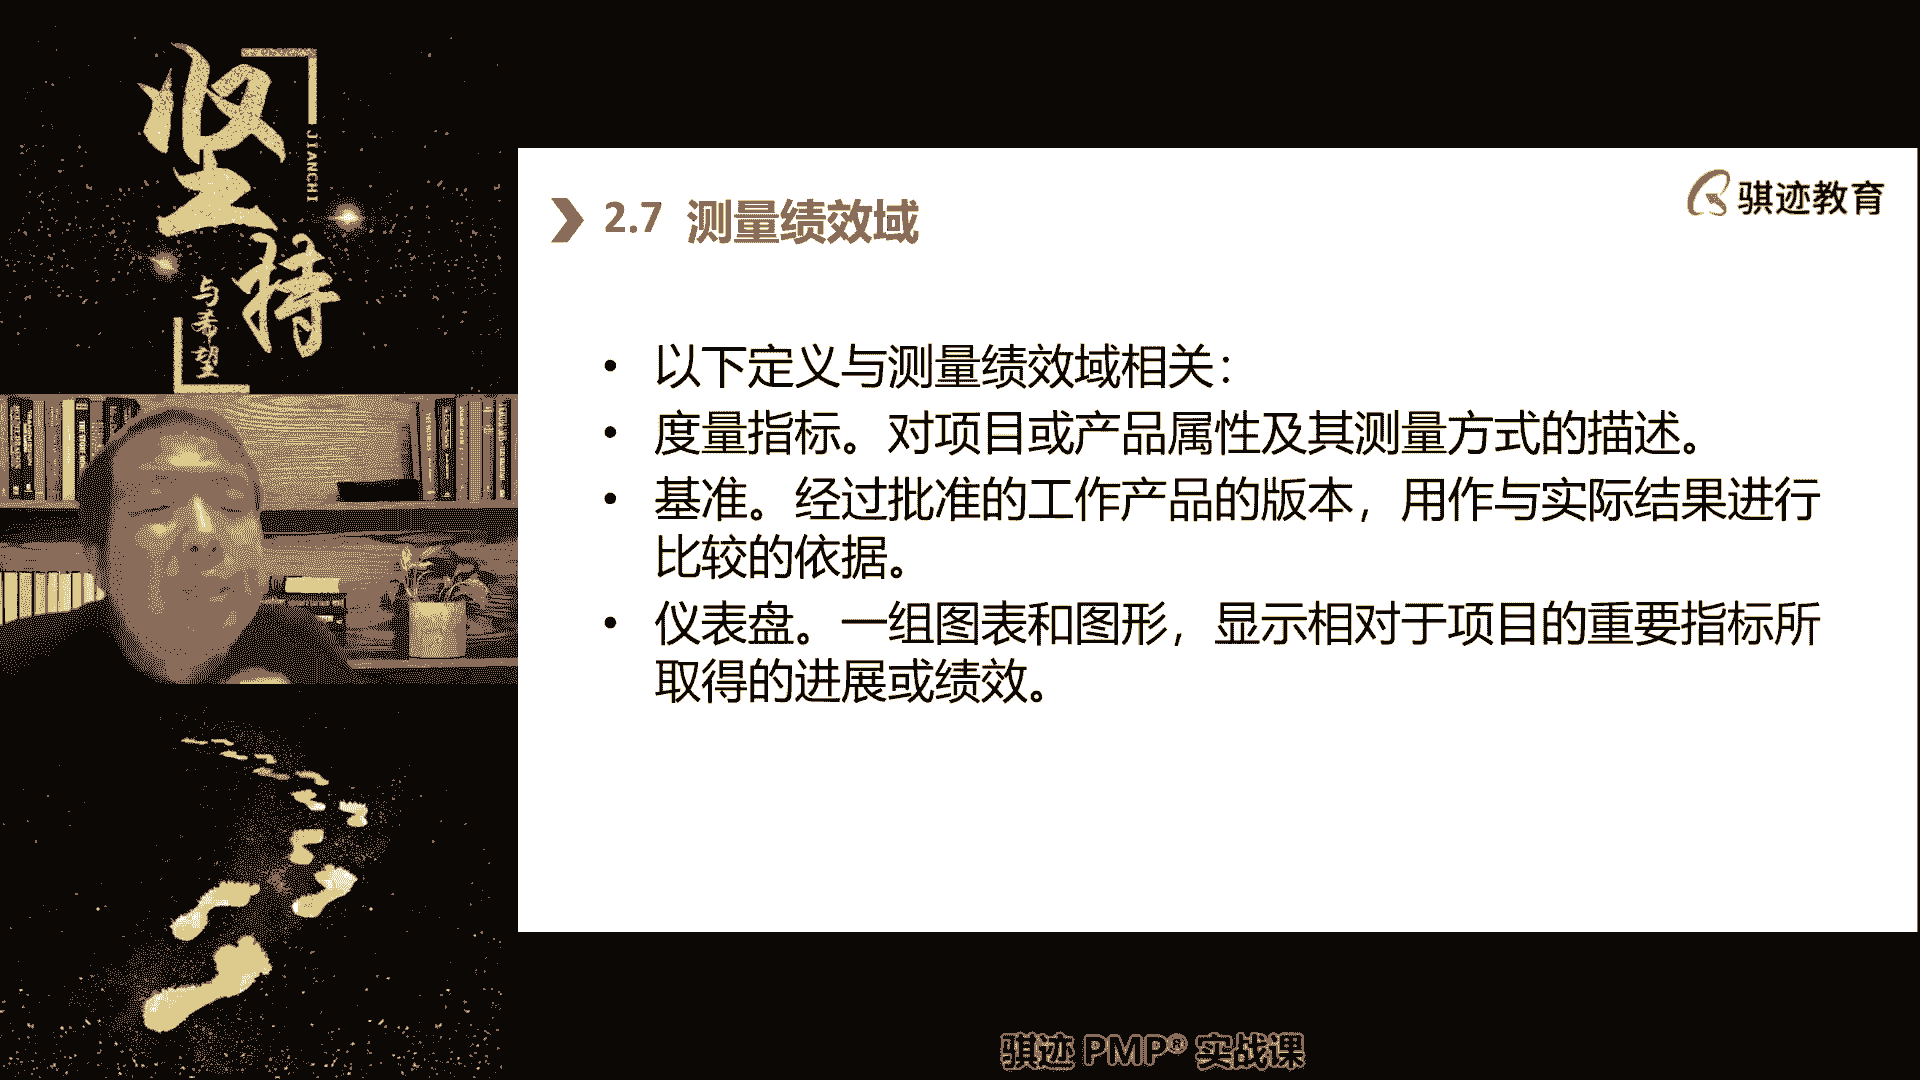 坚持
JIANCHI
与希望
骐迹教育
2.7 测量绩效域
• 以下定义与测量绩效域相关：
• 度量指标。对项目或产品属性及其测量方式的描述。
• 基准。经过批准的工作产品的版本，用作与实际结果进行
比较的依据。
• 仪表盘。一组图表和图形，显示相对于项目的重要指标所
取得的进展或绩效。
骐迹 PMP® 实战课